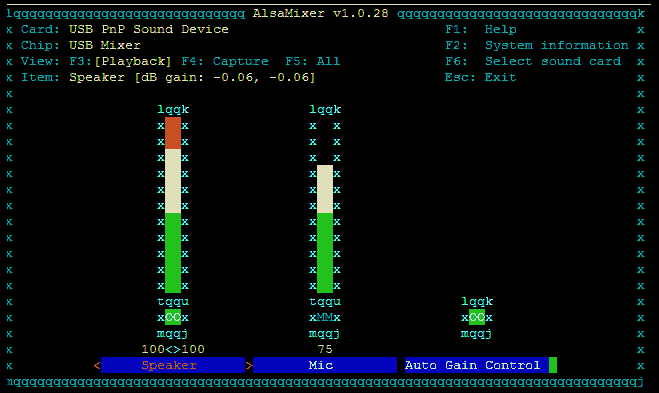 lqqqqqqqqqqqqqqqqqqqqqqqqqqqqq AlsaMixer v1.0.28 qqqqqqqqqqqqqqqqqqqqqqqqqqqqqqk
x Card: USB PnP Sound Device F1: Help x
x Chip: USB Mixer F2: System information x
x View: F3:[Playback] F4: Capture F5: All F6: Select sound card x
x Item: Speaker [dB gain: -0.06, -0.06] Esc: Exit x
x x
x lqqk lqqk x
x x x x x x
x x x x x x
x x x x x x
x x x x x x
x x x x x x
x x x x x x
x x x x x x
x x x x x x
x x x x x x
x x x x x x
x x x x x x
x tqqu tqqu lqqk x
x xOOx xMMx xOOx x
x mqqj mqqj mqqj x
x 100<>100 75 x
x < Speaker > Mic Auto Gain Control x
mqqqqqqqqqqqqqqqqqqqqqqqqqqqqqqqqqqqqqqqqqqqqqqqqqqqqqqqqqqqqqqqqqqqqqqqqqqqqqj